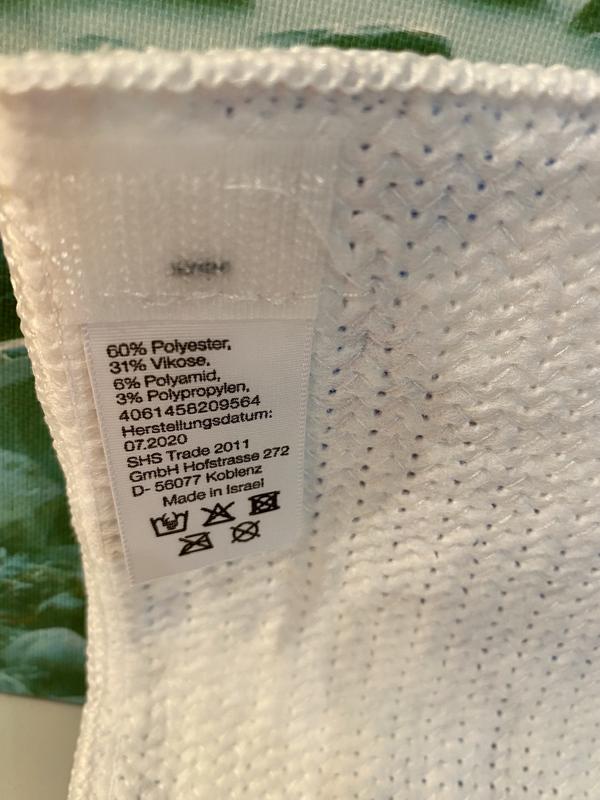 60% Polyester,
31% Vikose,
6% Polyamid,
3% Polypropylen,
4061458209564
Herstellungsdatum:
07.2020
SHS Trade 2011
GmbH Hofstrasse 272
D- 56077 Koblenz
Made in Israel